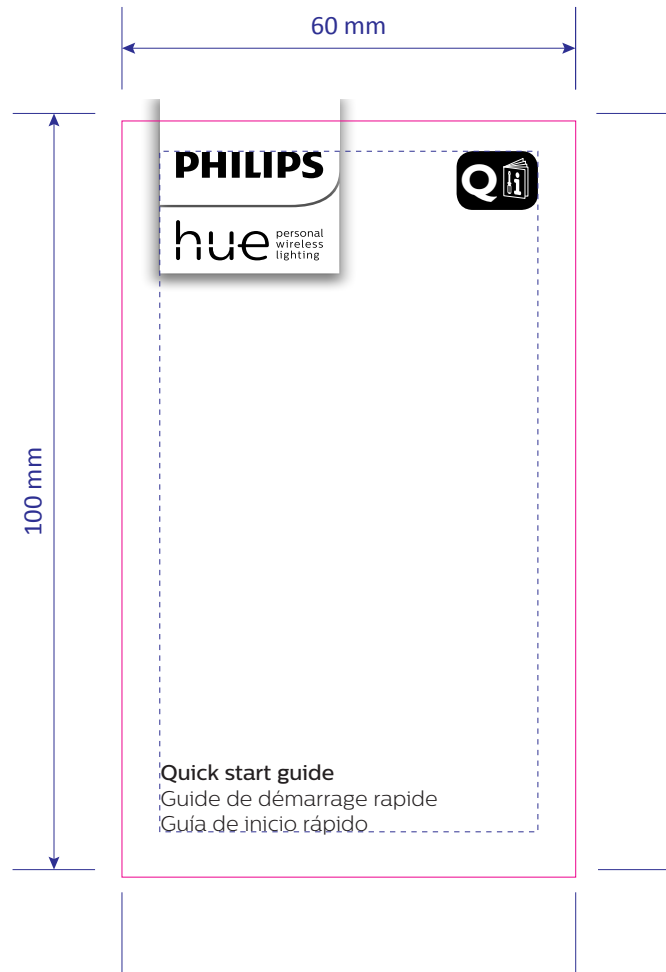 60 mm
PHILIPS
hue personal
wireless
lighting
Q i
100 mm
Quick start guide
Guide de démarrage rapide
Guía de inicio rápido